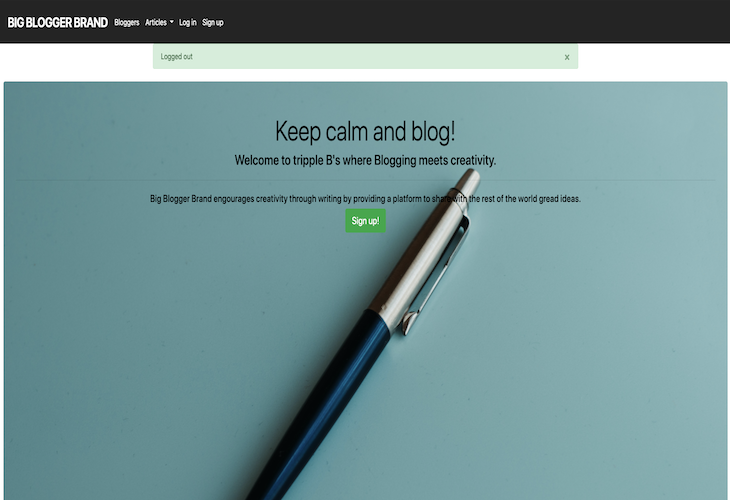 BIG BLOGGER BRAND Bloggers Articles Log in Sign up
Logged out x
Keep calm and blog!
Welcome to tripple B's where Blogging meets creativity.
Big Blogger Brand engourages creativity through writing by providing a platform to share with the rest of the world gread ideas.
Sign up!